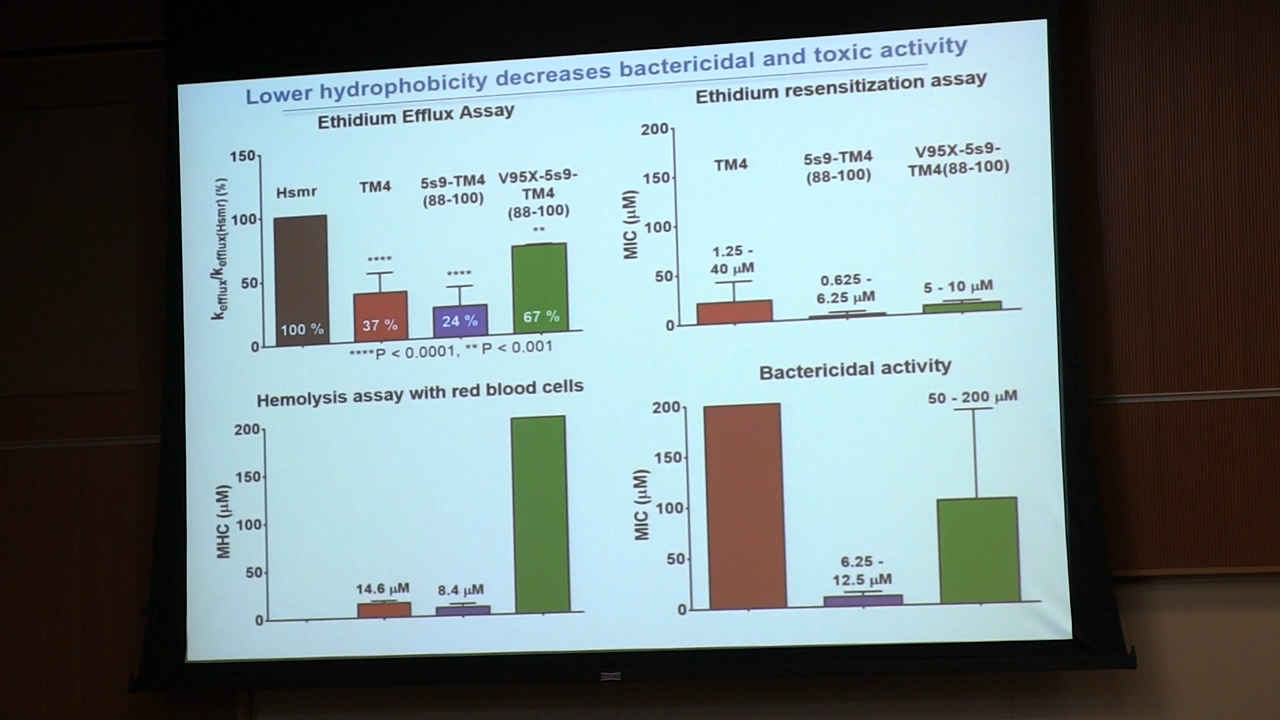 Lower hydrophobicity decreases bactericidal and toxic activity
Ethidium Efflux Assay
kefflux/kefflux(Hsmr) (%)
150
100
50
0
Hsmr
TM4
5s9-TM4
(88-100)
V95X-5s9-
TM4
(88-100)
****
****
**
100 %
37 %
24 %
67 %
****P < 0.0001, ** P < 0.001
Ethidium resensitization assay
MIC (µM)
200
150
100
50
0
TM4
5s9-TM4
(88-100)
V95X-5s9-
TM4(88-100)
1.25 -
40 µM
0.625 -
6.25 µM
5 - 10 µM
Hemolysis assay with red blood cells
MHC (µM)
200
150
100
50
0
14.6 µM
8.4 µM
Bactericidal activity
MIC (µM)
200
150
100
50
0
6.25 -
12.5 µM
50 - 200 µM